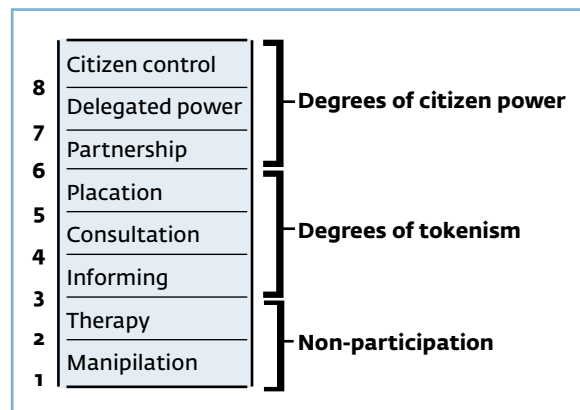 Citizen control
8
Delegated power
Degrees of citizen power
7
Partnership
6
Placation
5
Consultation
Degrees of tokenism
4
Informing
3
Therapy
2
Non-participation
Manipilation
1